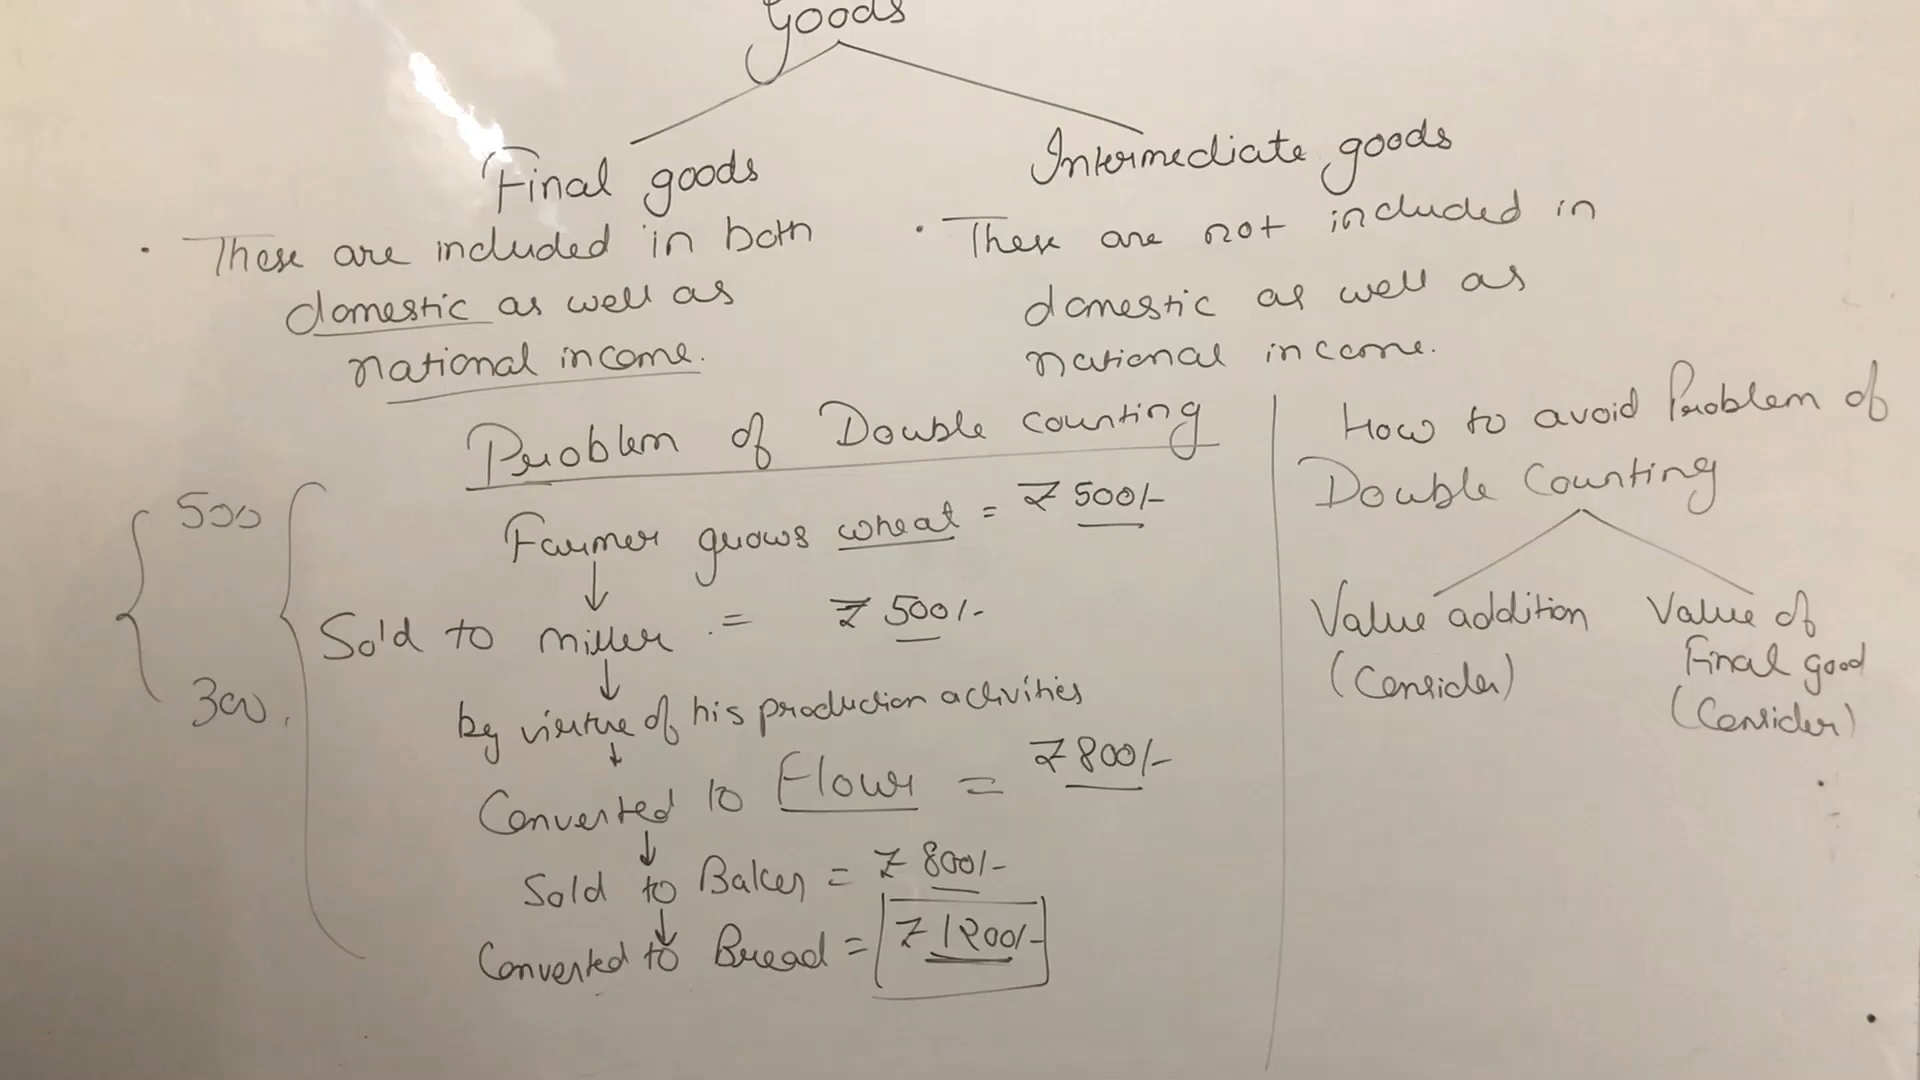 Goods
Final goods
Intermediate goods
· These are included in both
domestic as well as
national income.
· These are not included in
domestic as well as
national income.
Problem of Double counting
500
300.
Farmer grows wheat = ₹ 500/-
Sold to miller . = ₹ 500/-
by virtue of his production activities
Converted to Flour = ₹ 800/-
Sold to Baker = ₹ 800/-
Converted to Bread = ₹ 1200/-
How to avoid Problem of
Double Counting
Value addition
(Consider)
Value of
Final good
(Consider)